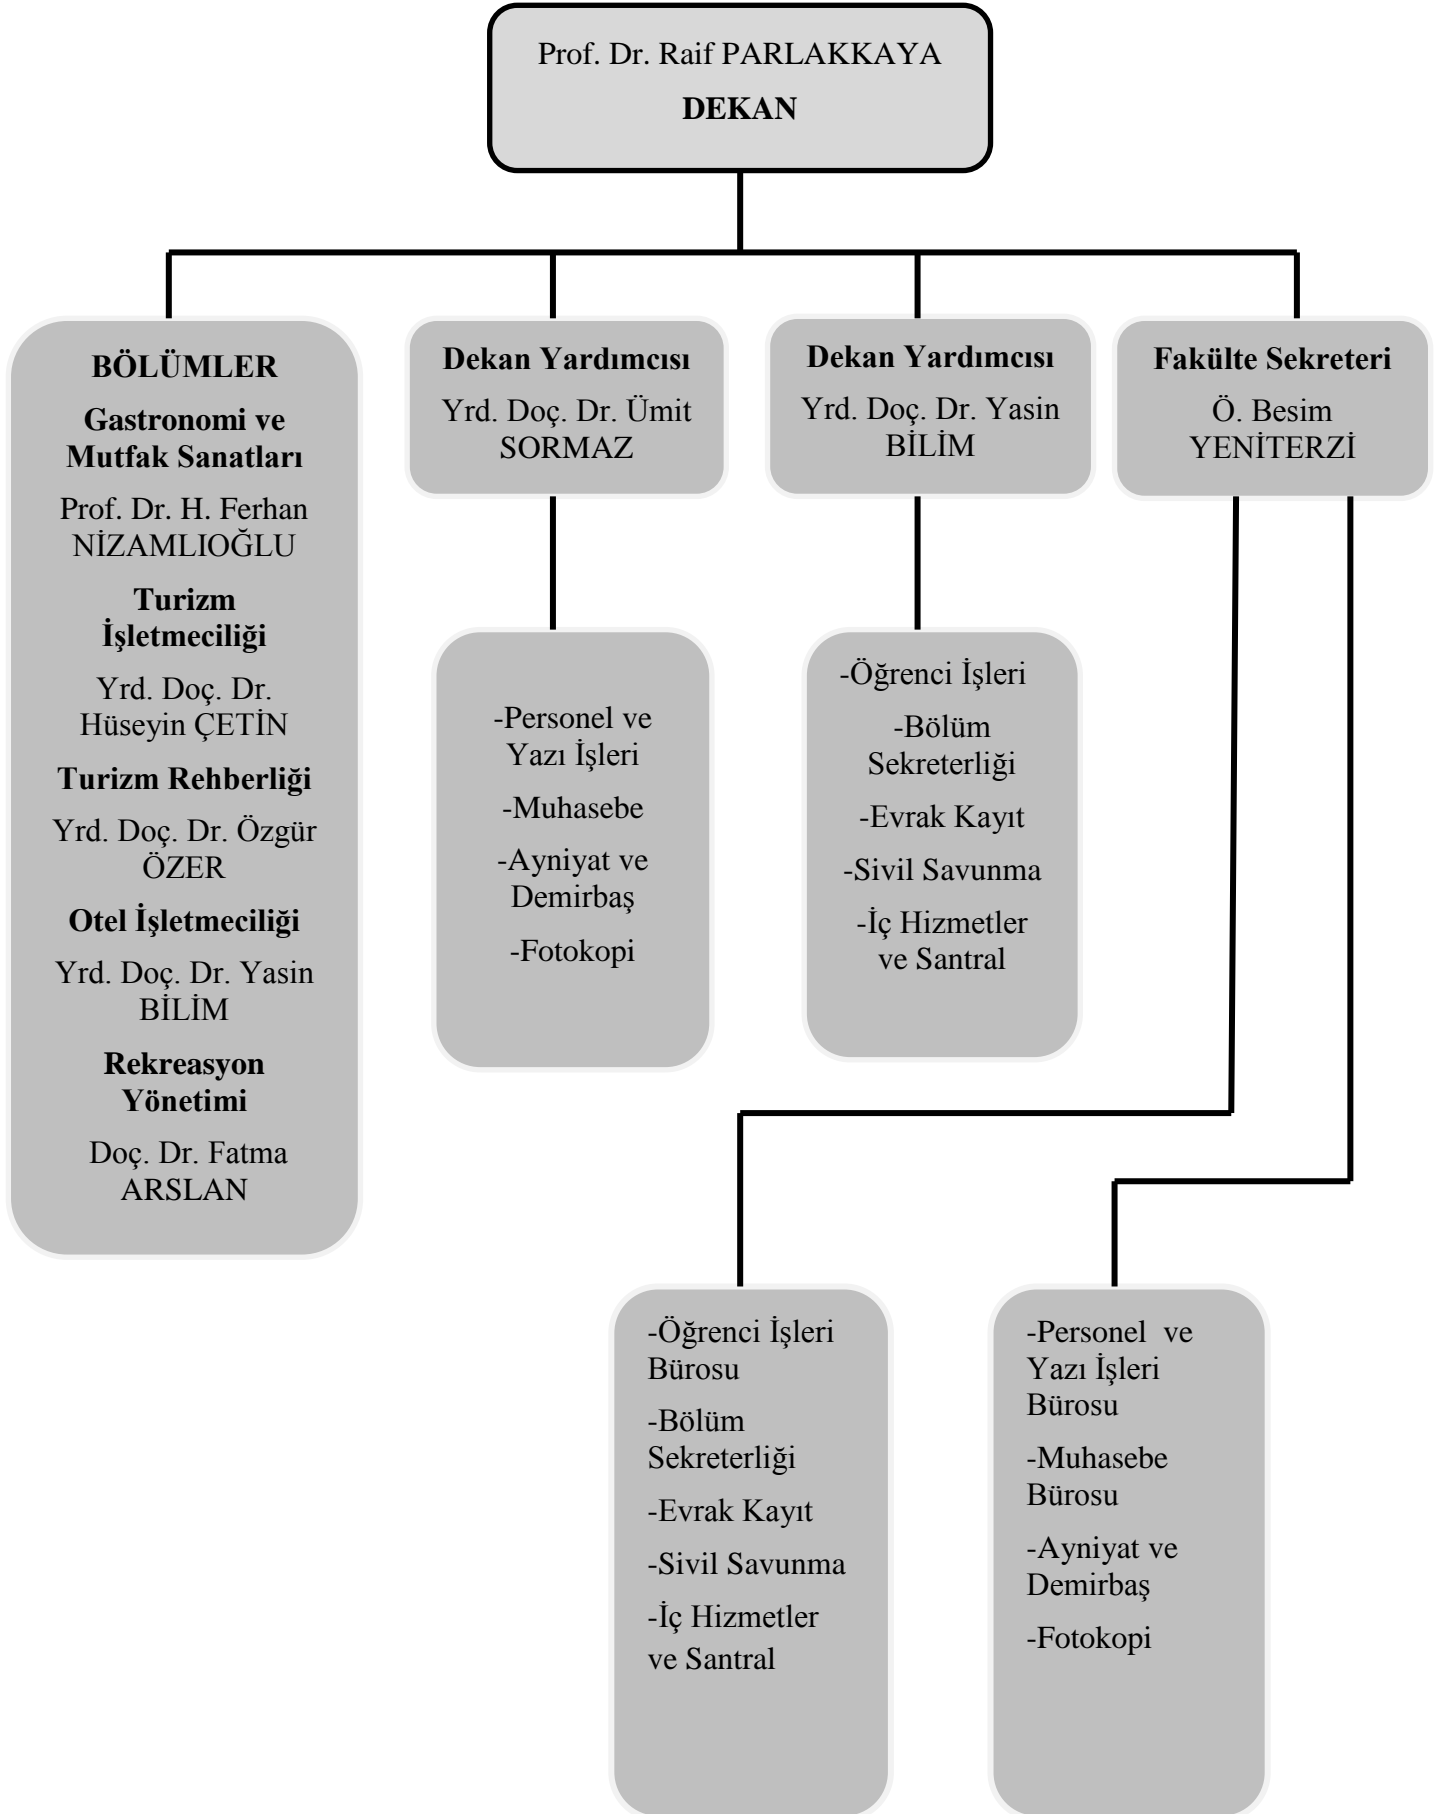 Prof. Dr. Raif PARLAKKAYA
DEKAN
BÖLÜMLER
Gastronomi ve
Mutfak Sanatları
Prof. Dr. H. Ferhan
NİZAMLIOĞLU
Turizm
İşletmeciliği
Yrd. Doç. Dr.
Hüseyin ÇETİN
Turizm Rehberliği
Yrd. Doç. Dr. Özgür
ÖZER
Otel İşletmeciliği
Yrd. Doç. Dr. Yasin
BİLİM
Rekreasyon
Yönetimi
Doç. Dr. Fatma
ARSLAN
Dekan Yardımcısı
Yrd. Doç. Dr. Ümit
SORMAZ
Dekan Yardımcısı
Yrd. Doç. Dr. Yasin
BİLİM
Fakülte Sekreteri
Ö. Besim
YENİTERZİ
-Personel ve
Yazı İşleri
-Muhasebe
-Ayniyat ve
Demirbaş
-Fotokopi
-Öğrenci İşleri
-Bölüm
Sekreterliği
-Evrak Kayıt
-Sivil Savunma
-İç Hizmetler
ve Santral
-Öğrenci İşleri
Bürosu
-Bölüm
Sekreterliği
-Evrak Kayıt
-Sivil Savunma
-İç Hizmetler
ve Santral
-Personel  ve
Yazı İşleri
Bürosu
-Muhasebe
Bürosu
-Ayniyat ve
Demirbaş
-Fotokopi